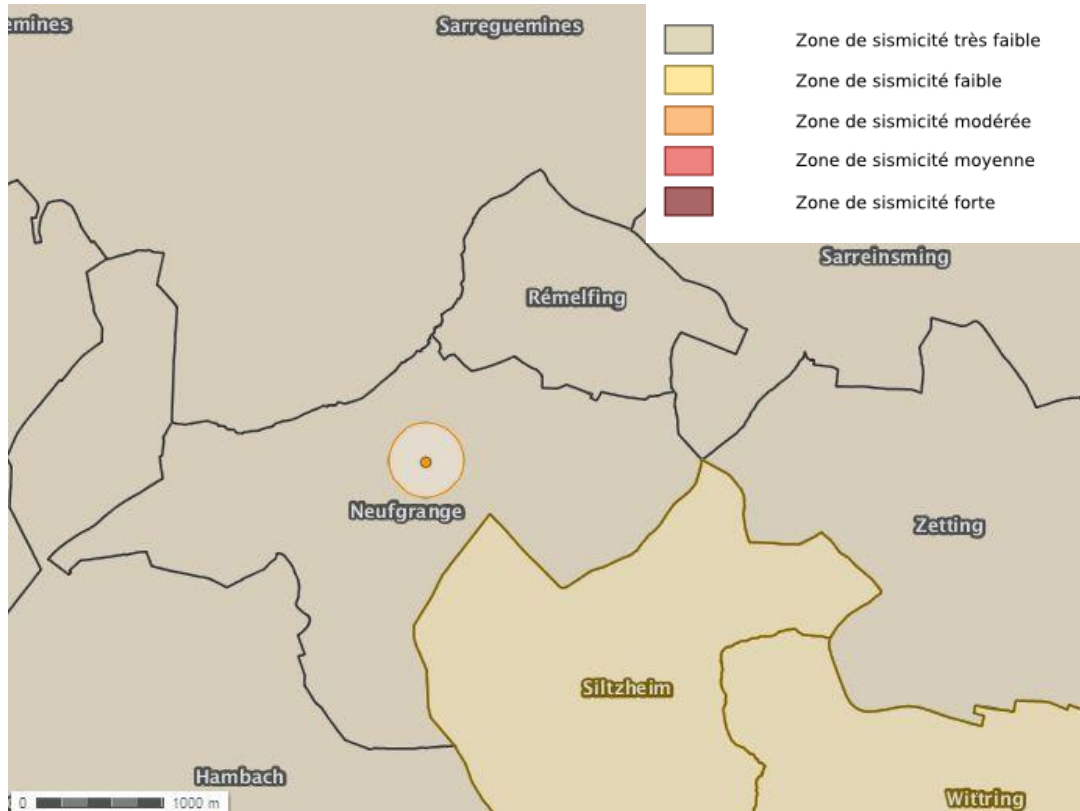 emines
Sarreguemines
Zone de sismicité très faible
Zone de sismicité faible
Zone de sismicité modérée
Zone de sismicité moyenne
Zone de sismicité forte
Sarreinsming
Rémelfing
Neufgrange
Zetting
Siltzheim
Hambach
Wittring
0 1000 m